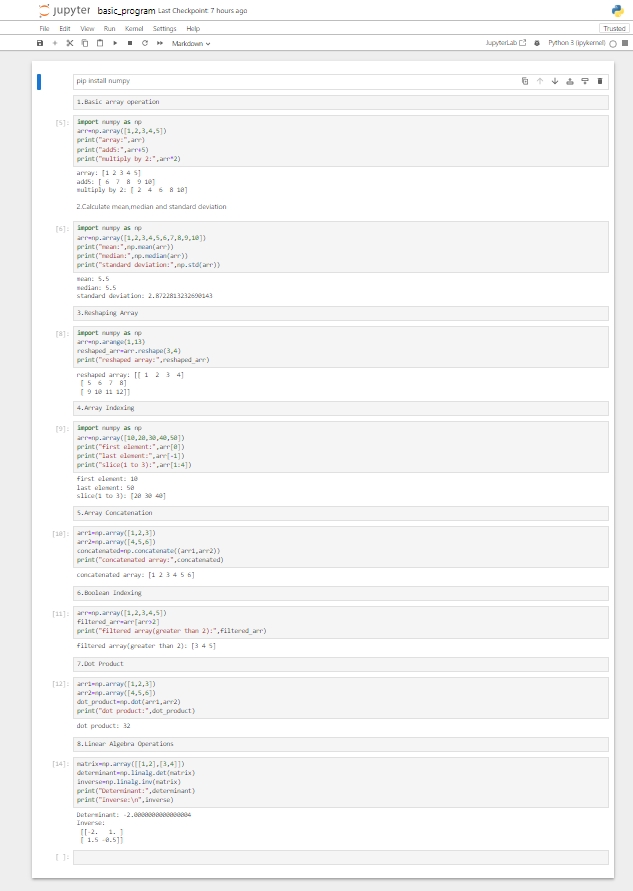 jupyter basic_program Last Checkpoint: 7 hours ago
File Edit View Run Kernel Settings Help
Trusted
Markdown
JupyterLab
Python 3 (ipykernel)
pip install numpy
1.Basic array operation
[5]:
import numpy as np
arr=np.array([1,2,3,4,5])
print("array:",arr)
print("add5:",arr+5)
print("multiply by 2:",arr*2)
array: [1 2 3 4 5]
add5: [ 6  7  8  9 10]
multiply by 2: [ 2  4  6  8 10]
2.Calculate mean,median and standard deviation
[6]:
import numpy as np
arr=np.array([1,2,3,4,5,6,7,8,9,10])
print("mean:",np.mean(arr))
print("median:",np.median(arr))
print("standard deviation:",np.std(arr))
mean: 5.5
median: 5.5
standard deviation: 2.8722813232690143
3.Reshaping Array
[8]:
import numpy as np
arr=np.arange(1,13)
reshaped_arr=arr.reshape(3,4)
print("reshaped array:",reshaped_arr)
reshaped array: [[ 1  2  3  4]
[ 5  6  7  8]
[ 9 10 11 12]]
4.Array Indexing
[9]:
import numpy as np
arr=np.array([10,20,30,40,50])
print("first element:",arr[0])
print("last element:",arr[-1])
print("slice(1 to 3):",arr[1:4])
first element: 10
last element: 50
slice(1 to 3): [20 30 40]
5.Array Concatenation
[10]:
arr1=np.array([1,2,3])
arr2=np.array([4,5,6])
concatenated=np.concatenate((arr1,arr2))
print("concatenated array:",concatenated)
concatenated array: [1 2 3 4 5 6]
6.Boolean Indexing
[11]:
arr=np.array([1,2,3,4,5])
filtered_arr=arr[arr>2]
print("filtered array(greater than 2):",filtered_arr)
filtered array(greater than 2): [3 4 5]
7.Dot Product
[12]:
arr1=np.array([1,2,3])
arr2=np.array([4,5,6])
dot_product=np.dot(arr1,arr2)
print("dot product:",dot_product)
dot product: 32
8.Linear Algebra Operations
[14]:
matrix=np.array([[1,2],[3,4]])
determinant=np.linalg.det(matrix)
inverse=np.linalg.inv(matrix)
print("Determinant:",determinant)
print("Inverse:\n",inverse)
Determinant: -2.0000000000000004
Inverse:
[[-2.   1. ]
[ 1.5 -0.5]]
[ ]: